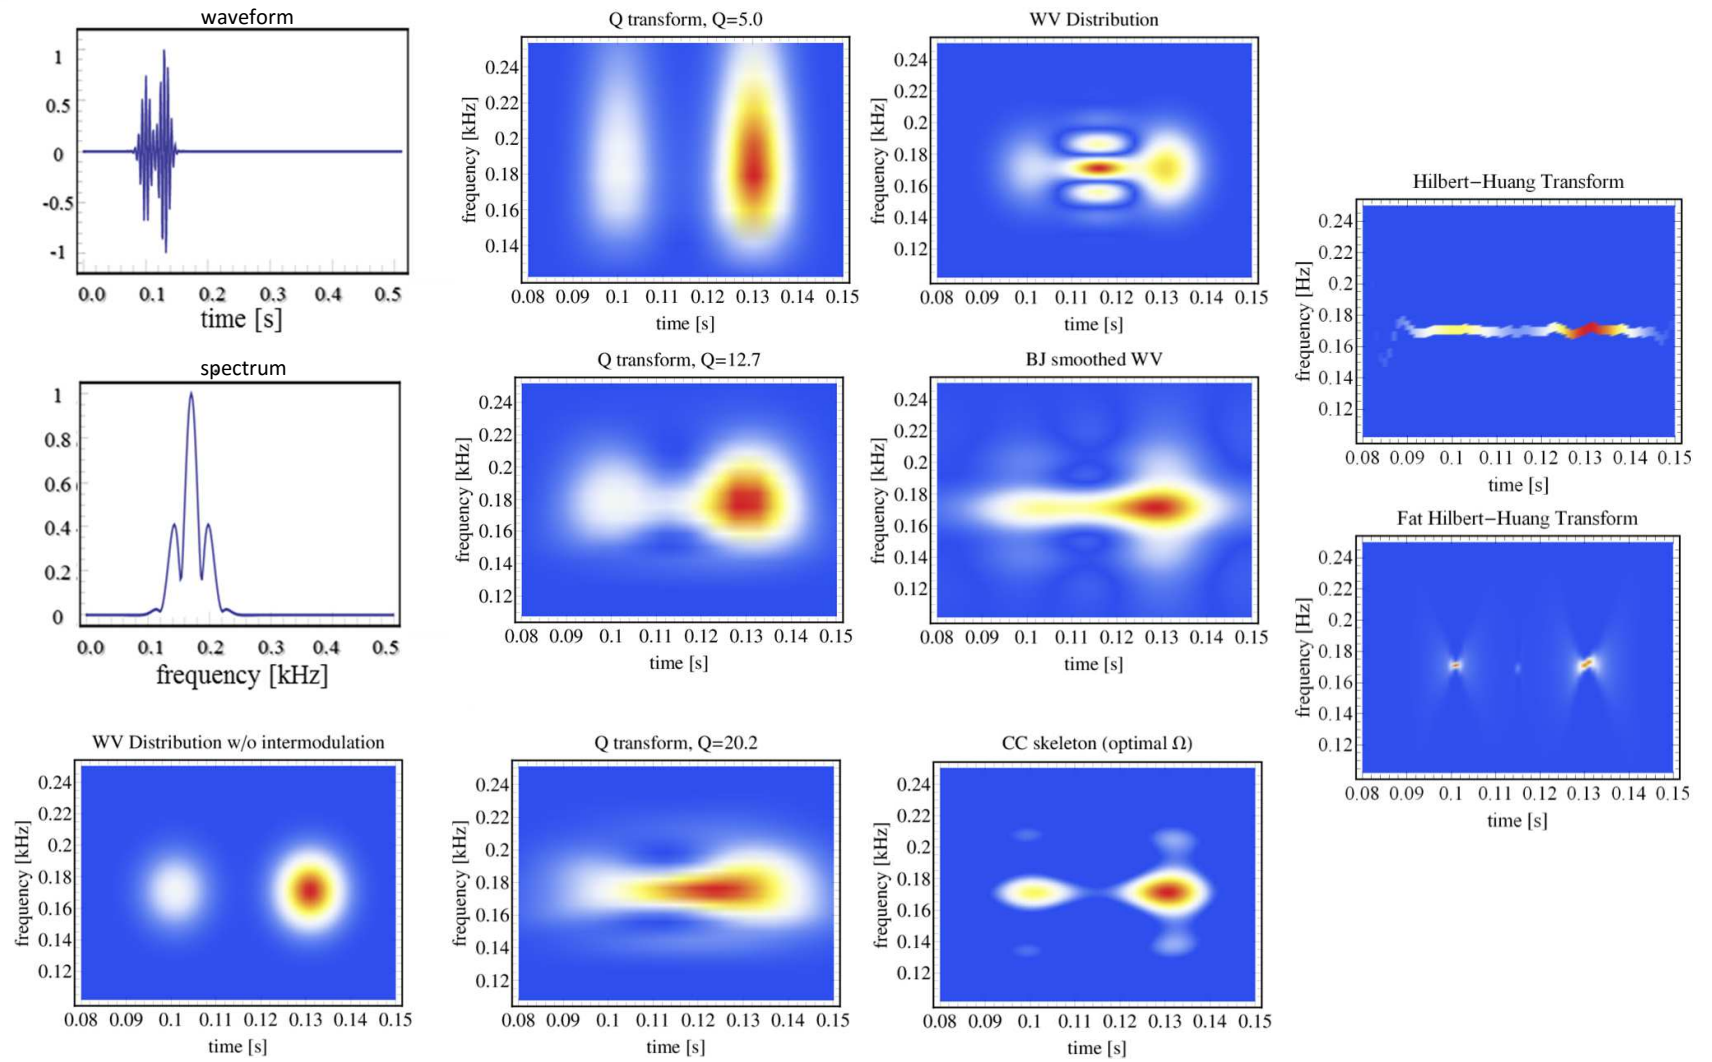 waveform
1
0.5
0
-0.5
-1
0.0 0.1 0.2 0.3 0.4 0.5
time [s]
Q transform, Q=5.0
frequency [kHz]
0.24
0.22
0.2
0.18
0.16
0.14
0.08 0.09 0.1 0.11 0.12 0.13 0.14 0.15
time [s]
WV Distribution
frequency [kHz]
0.24
0.22
0.2
0.18
0.16
0.14
0.12
0.08 0.09 0.1 0.11 0.12 0.13 0.14 0.15
time [s]
Hilbert−Huang Transform
frequency [Hz]
0.24
0.22
0.2
0.18
0.16
0.14
0.12
0.08 0.09 0.1 0.11 0.12 0.13 0.14 0.15
time [s]
spectrum
1
0.8
0.6
0.4
0.2
0
0.0 0.1 0.2 0.3 0.4 0.5
frequency [kHz]
Q transform, Q=12.7
frequency [kHz]
0.24
0.22
0.2
0.18
0.16
0.14
0.12
0.08 0.09 0.1 0.11 0.12 0.13 0.14 0.15
time [s]
BJ smoothed WV
frequency [kHz]
0.24
0.22
0.2
0.18
0.16
0.14
0.12
0.08 0.09 0.1 0.11 0.12 0.13 0.14 0.15
time [s]
Fat Hilbert−Huang Transform
frequency [Hz]
0.24
0.22
0.2
0.18
0.16
0.14
0.12
0.08 0.09 0.1 0.11 0.12 0.13 0.14 0.15
time [s]
WV Distribution w/o intermodulation
frequency [kHz]
0.24
0.22
0.2
0.18
0.16
0.14
0.12
0.08 0.09 0.1 0.11 0.12 0.13 0.14 0.15
time [s]
Q transform, Q=20.2
frequency [kHz]
0.24
0.22
0.2
0.18
0.16
0.14
0.12
0.08 0.09 0.1 0.11 0.12 0.13 0.14 0.15
time [s]
CC skeleton (optimal Ω)
frequency [kHz]
0.24
0.22
0.2
0.18
0.16
0.14
0.12
0.08 0.09 0.1 0.11 0.12 0.13 0.14 0.15
time [s]